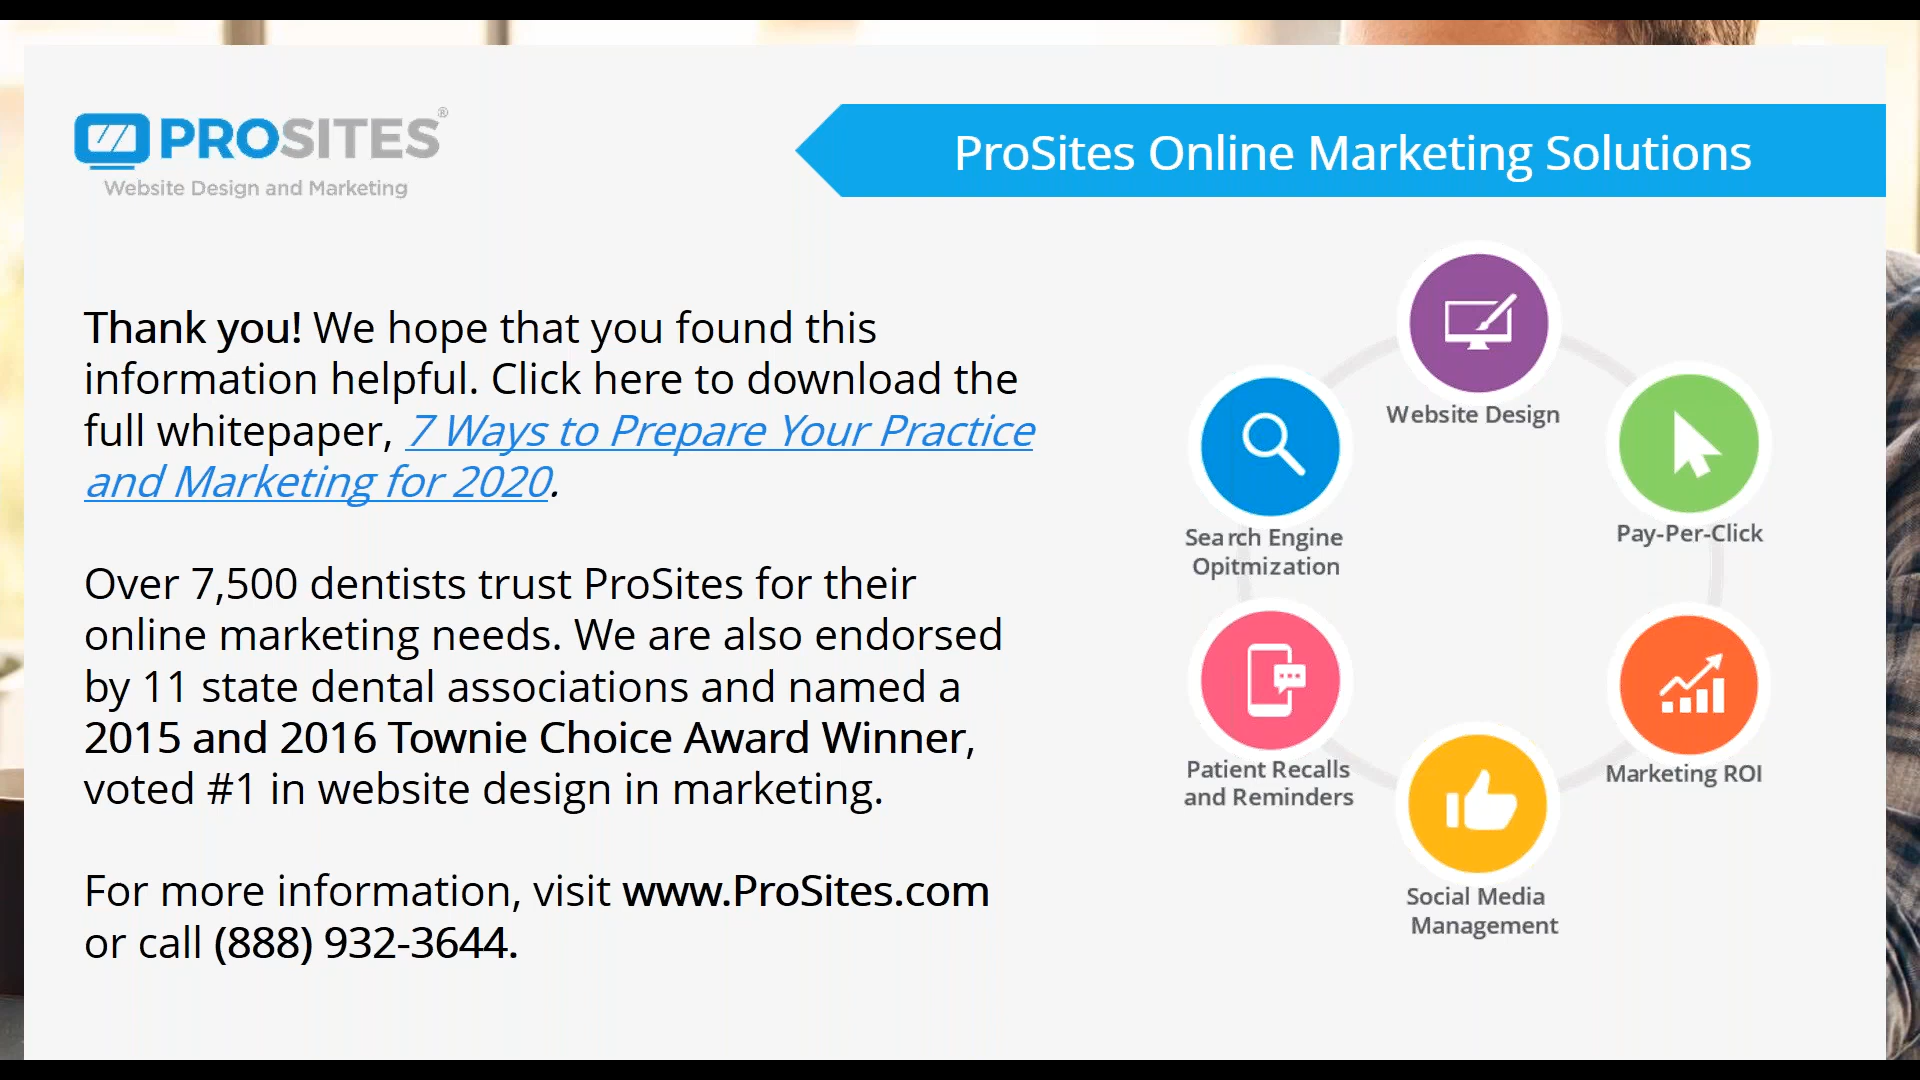 PROSITES®
Website Design and Marketing
ProSites Online Marketing Solutions
Thank you! We hope that you found this
information helpful. Click here to download the
full whitepaper, 7 Ways to Prepare Your Practice
and Marketing for 2020.
Over 7,500 dentists trust ProSites for their
online marketing needs. We are also endorsed
by 11 state dental associations and named a
2015 and 2016 Townie Choice Award Winner,
voted #1 in website design in marketing.
For more information, visit www.ProSites.com
or call (888) 932-3644.
Website Design
Pay-Per-Click
Marketing ROI
Social Media
Management
Patient Recalls
and Reminders
Search Engine
Opitmization